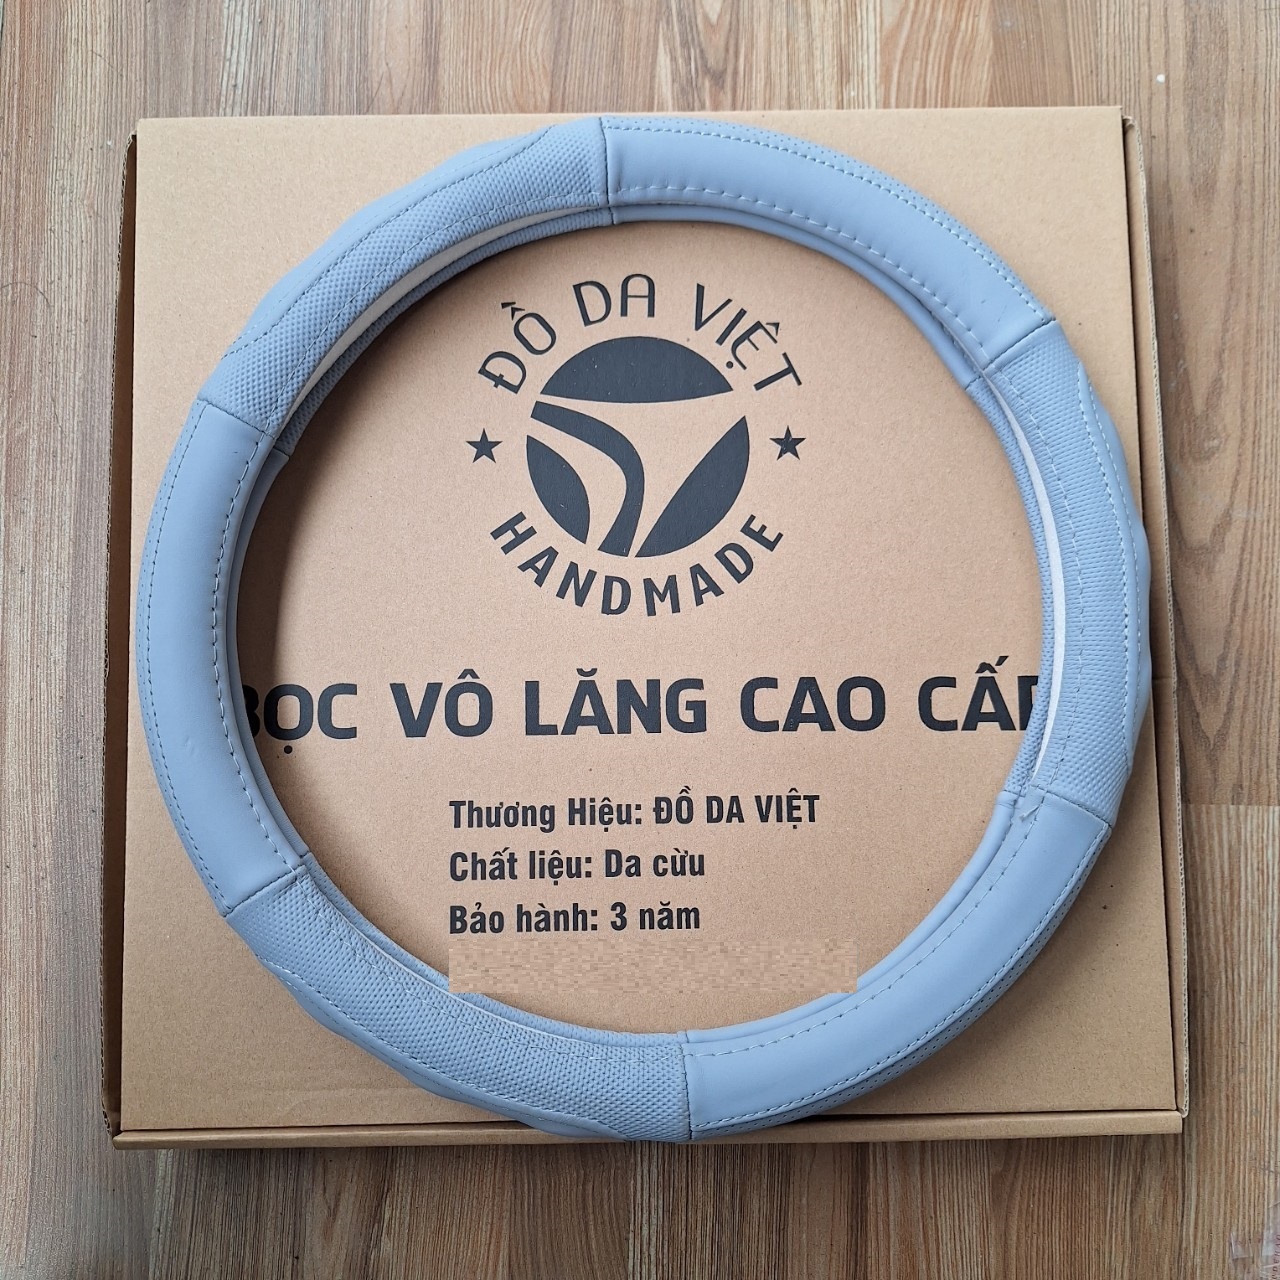 ĐỒ DA VIỆT
HANDMADE
BỌC VÔ LĂNG CAO CẤP
Thương Hiệu: ĐỒ DA VIỆT
Chất liệu: Da cừu
Bảo hành: 3 năm